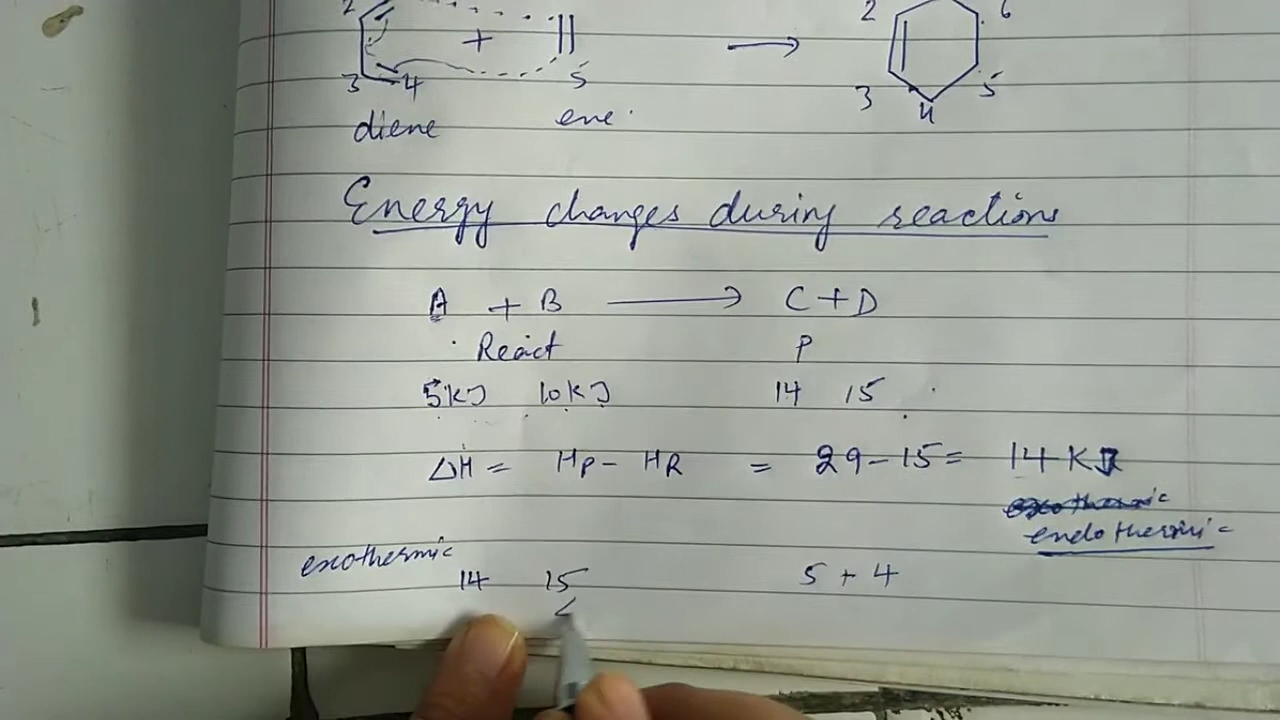 2 + || → 2 6
3 4 5 3 5
diene ene 4
Energy changes during reactions
A + B → C + D
React P
5KJ 10KJ 14 15
ΔH = HP - HR = 29 - 15 = 14 KJ
endothermic
exothermic
14 15 5 + 4